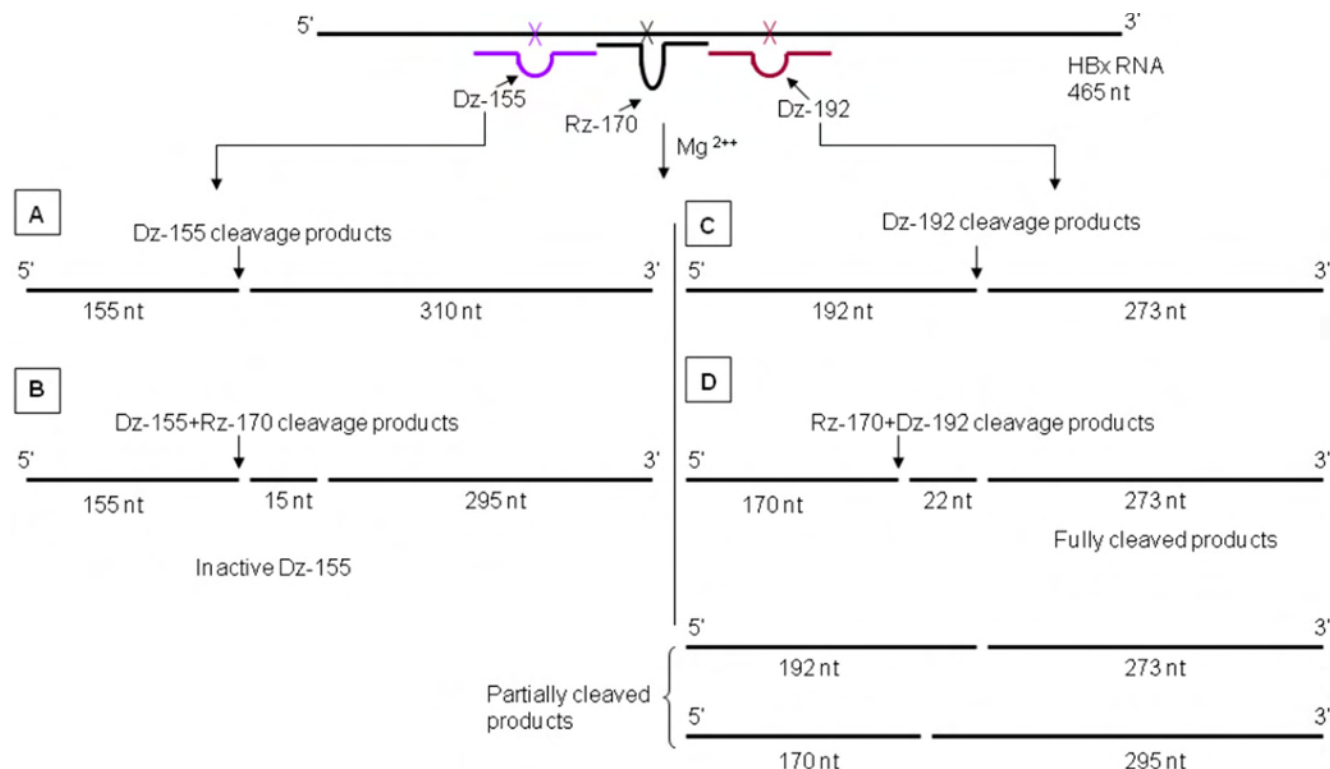 5'
3'
HBx RNA
465 nt
Dz-155
Rz-170
Dz-192
Mg 2++
A
Dz-155 cleavage products
5'
3'
155 nt
310 nt
C
Dz-192 cleavage products
5'
3'
192 nt
273 nt
B
Dz-155+Rz-170 cleavage products
5'
3'
155 nt
15 nt
295 nt
Inactive Dz-155
D
Rz-170+Dz-192 cleavage products
5'
3'
170 nt
22 nt
273 nt
Fully cleaved products
Partially cleaved
products
5'
3'
192 nt
273 nt
5'
3'
170 nt
295 nt